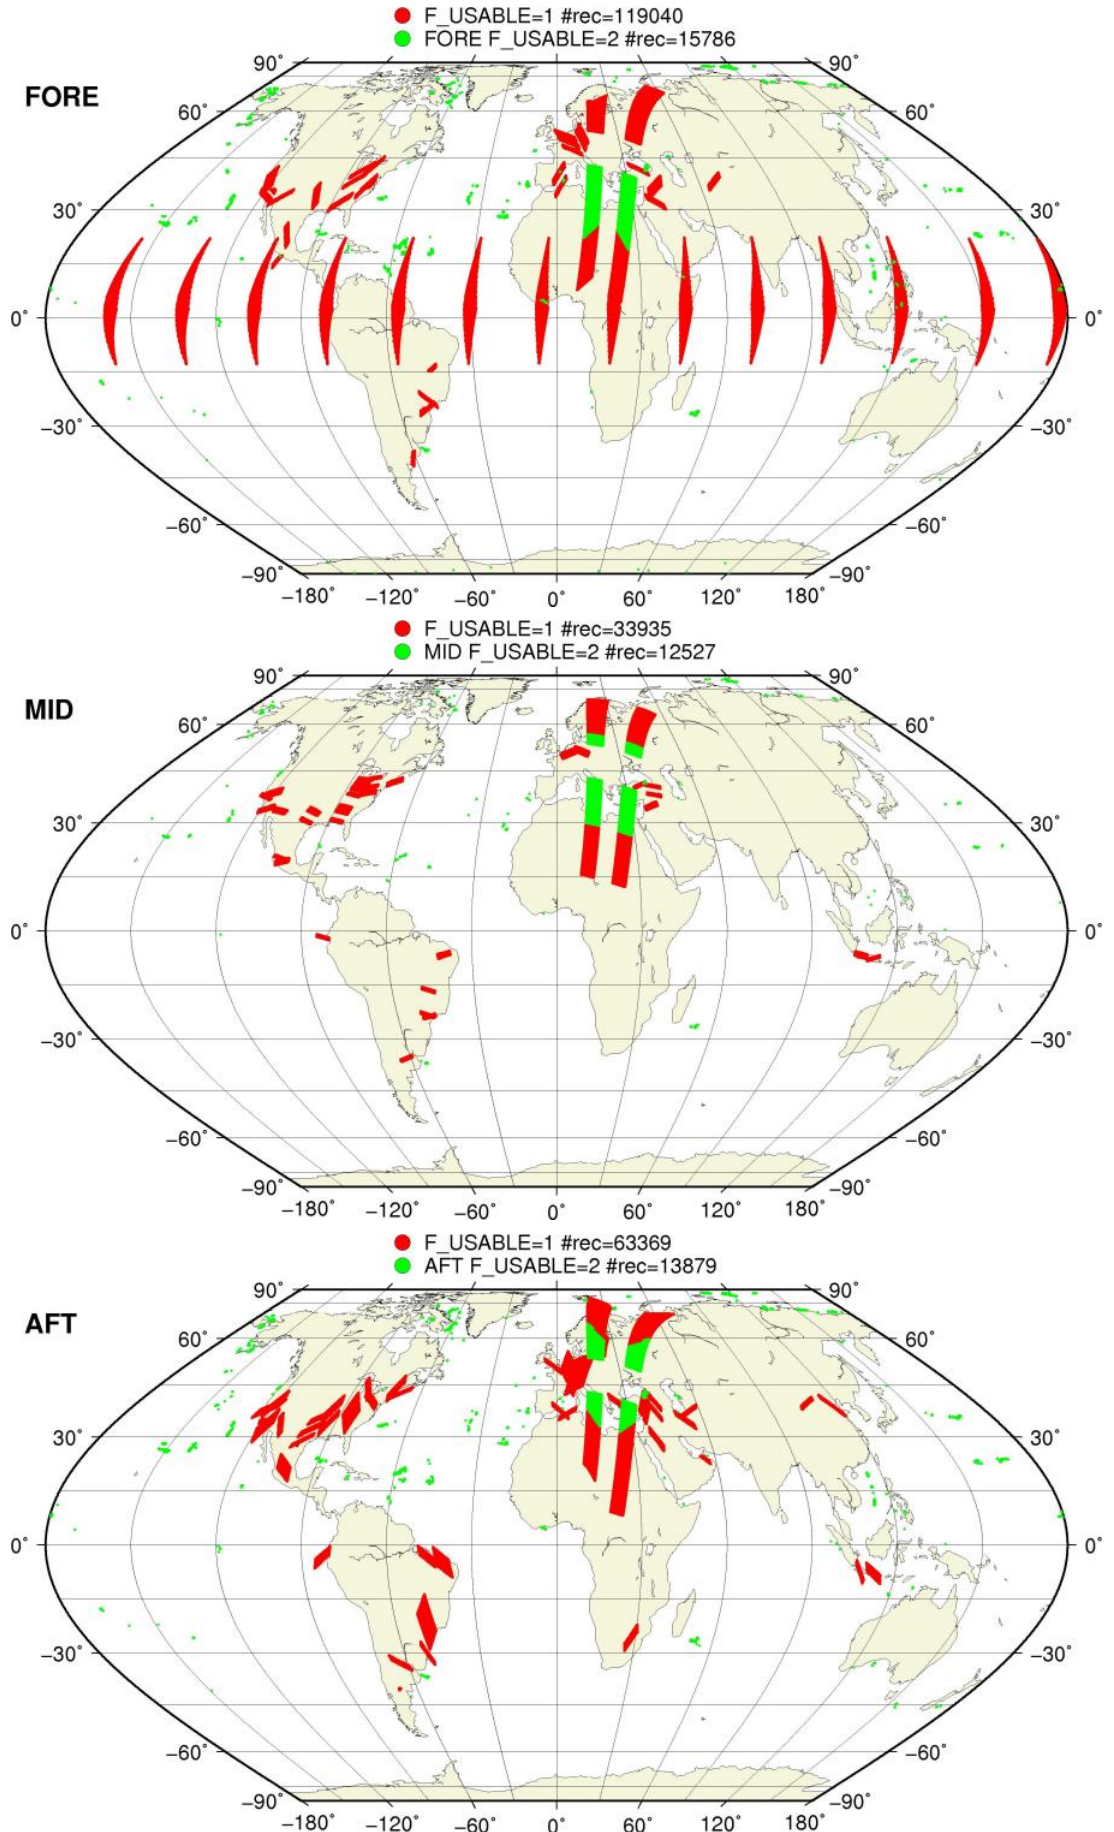 F_USABLE=1 #rec=119040
FORE F_USABLE=2 #rec=15786
FORE
90° 90°
60° 60°
30° 30°
0° 0°
−30° −30°
−60° −60°
−90° −90°
−180° −120° −60° 0° 60° 120° 180°
F_USABLE=1 #rec=33935
MID F_USABLE=2 #rec=12527
MID
90° 90°
60° 60°
30° 30°
0° 0°
−30° −30°
−60° −60°
−90° −90°
−180° −120° −60° 0° 60° 120° 180°
F_USABLE=1 #rec=63369
AFT F_USABLE=2 #rec=13879
AFT
90° 90°
60° 60°
30° 30°
0° 0°
−30° −30°
−60° −60°
−90° −90°
−180° −120° −60° 0° 60° 120° 180°